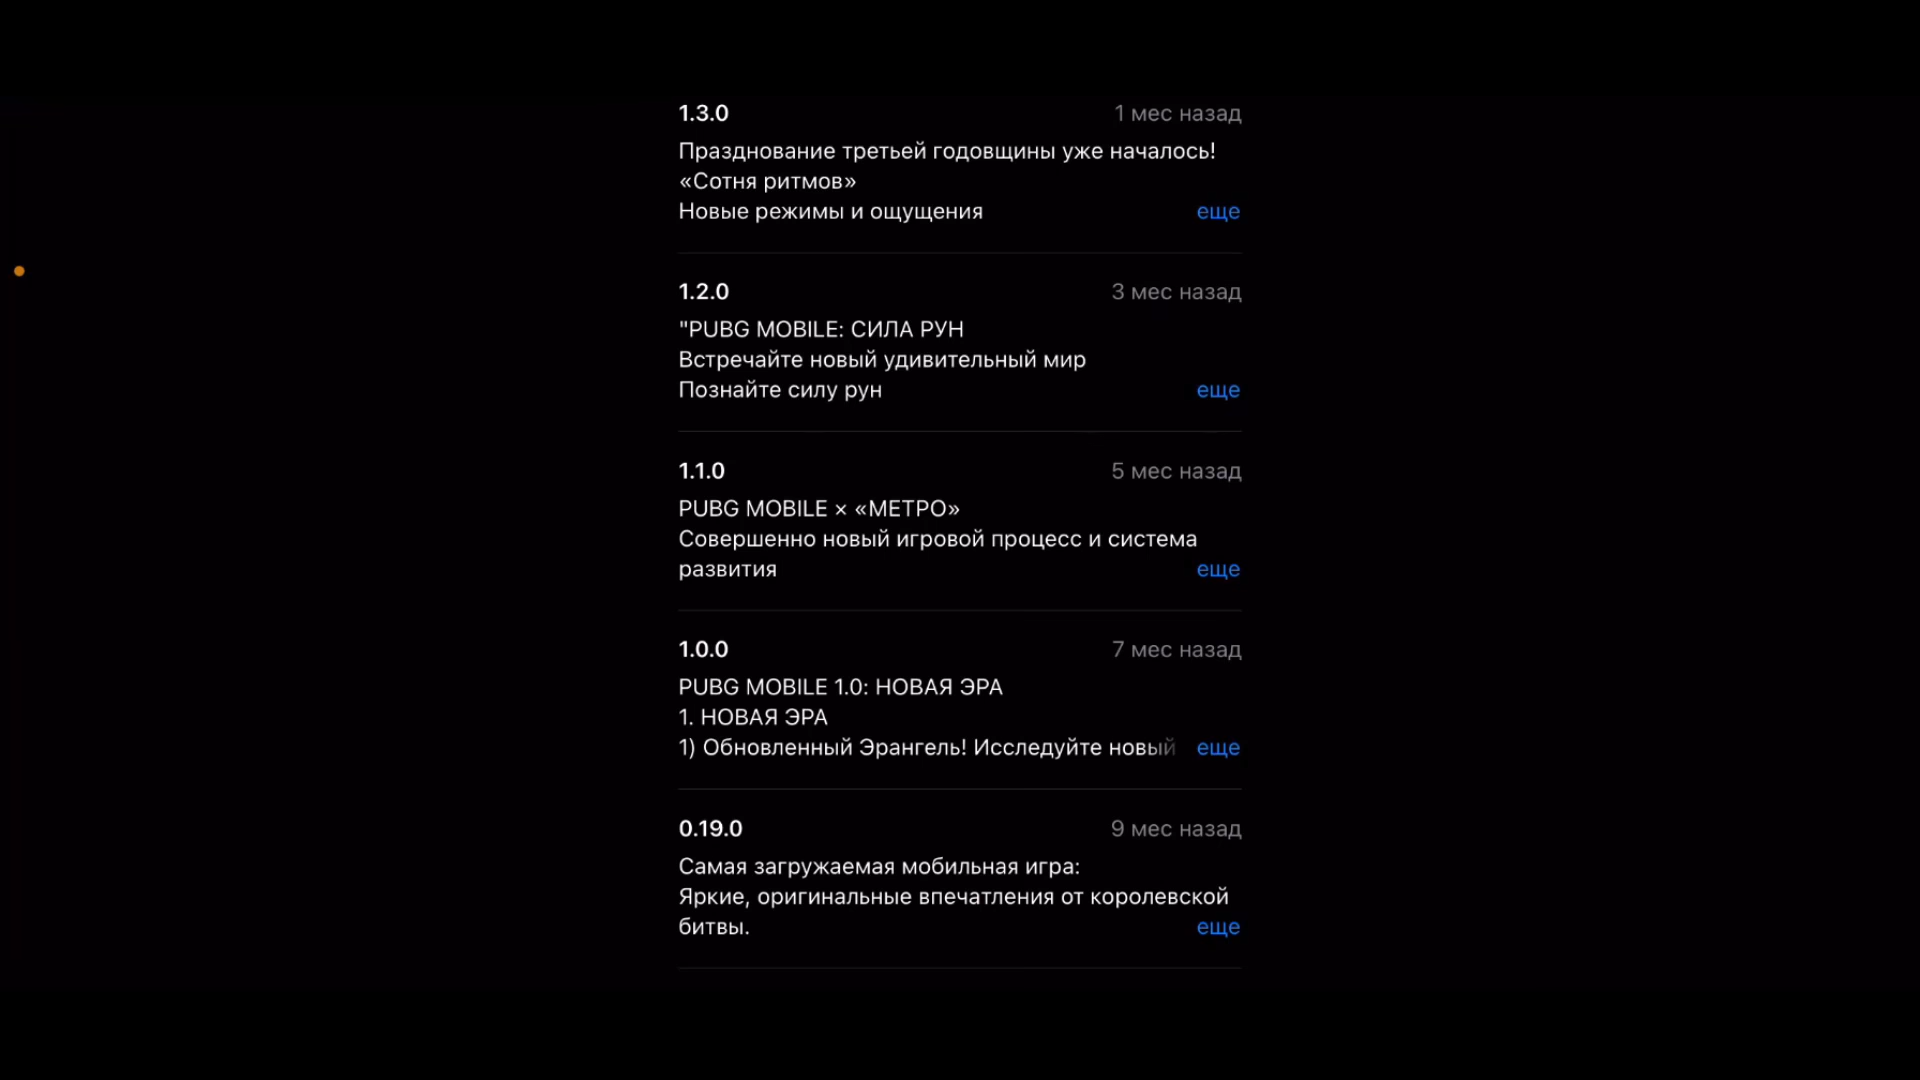 1.3.0 1 мес назад
Празднование третьей годовщины уже началось!
«Сотня ритмов»
Новые режимы и ощущения еще
1.2.0 3 мес назад
"PUBG MOBILE: СИЛА РУН
Встречайте новый удивительный мир
Познайте силу рун еще
1.1.0 5 мес назад
PUBG MOBILE × «МЕТРО»
Совершенно новый игровой процесс и система
развития еще
1.0.0 7 мес назад
PUBG MOBILE 1.0: НОВАЯ ЭРА
1. НОВАЯ ЭРА
1) Обновленный Эрангель! Исследуйте новый еще
0.19.0 9 мес назад
Самая загружаемая мобильная игра:
Яркие, оригинальные впечатления от королевской
битвы. еще